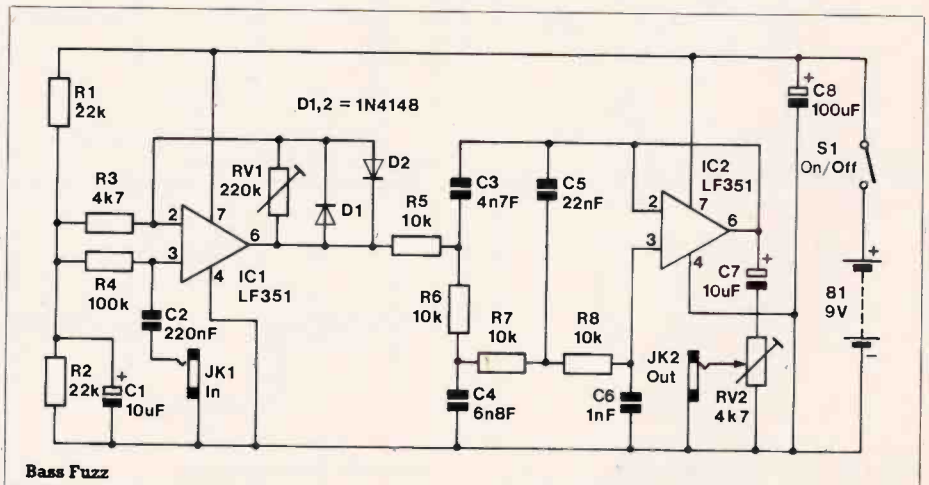 R1
22k
D1,2 = 1N4148
C8
100uF
+
S1
On/Off
RV1
220k
D2
D1
R3
4k7
2
7
3
6
4
IC1
LF351
R4
100k
C2
220nF
R5
10k
C3
4n7F
C5
22nF
IC2
LF351
2
7
3
6
4
+
C7
10uF
+
B1
9V
−
R6
10k
R7
10k
R8
10k
R2
22k
+
C1
10uF
JK1
In
C4
6n8F
C6
1nF
JK2
Out
RV2
4k7
Bass Fuzz